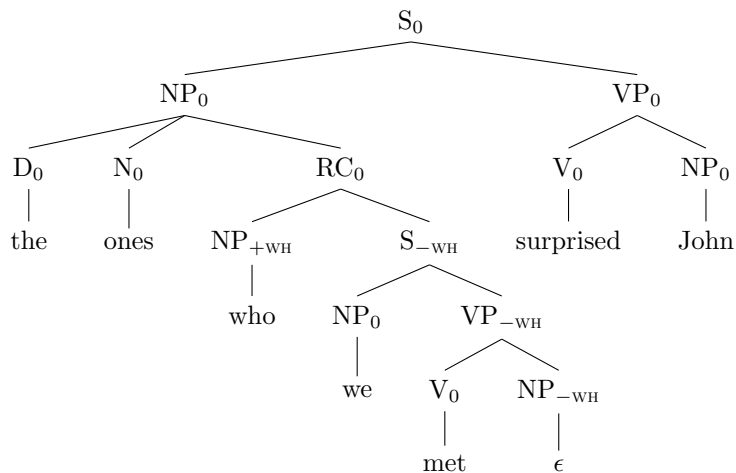 S₀
NP₀ VP₀
D₀ N₀ RC₀ V₀ NP₀
the ones NP₊WH S₋WH surprised John
who NP₀ VP₋WH
we V₀ NP₋WH
met ϵ